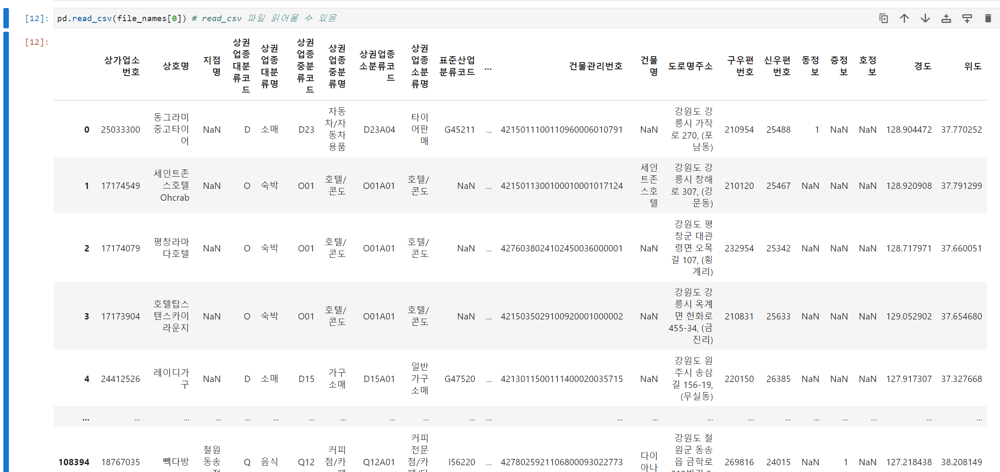 [12]: pd.read_csv(file_names[0]) # read_csv 파일 읽어올 수 있음
[12]:
상가업소번호 상호명 지점명 상권업종대분류코드 상권업종대분류명 상권업종중분류코드 상권업종중분류명 상권업종소분류코드 상권업종소분류명 표준산업분류코드 ... 건물관리번호 건물명 도로명주소 구우편번호 신우편번호 동정보 층정보 호정보 경도 위도
0 25033300 동그라미중고타이어 NaN D 소매 D23 자동차/자동차용품 D23A04 타이어판매 G45211 ... 4215011100110960006010791 NaN 강원도 강릉시 가작로 270, (포남동) 210954 25488 1 NaN NaN 128.904472 37.770252
1 17174549 세인트존스호텔Ohcrab NaN O 숙박 O01 호텔/콘도 O01A01 호텔/콘도 NaN ... 4215011300100010001017124 세인트존스호텔 강원도 강릉시 창해로 307, (강문동) 210120 25467 NaN NaN NaN 128.920908 37.791299
2 17174079 평창라마다호텔 NaN O 숙박 O01 호텔/콘도 O01A01 호텔/콘도 NaN ... 4276038024102450036000001 NaN 강원도 평창군 대관령면 오목길 107, (횡계리) 232954 25342 NaN NaN NaN 128.717971 37.660051
3 17173904 호텔탑스텐스카이라운지 NaN O 숙박 O01 호텔/콘도 O01A01 호텔/콘도 NaN ... 4215035029100920001000002 NaN 강원도 강릉시 옥계면 헌화로 455-34, (금진리) 210831 25633 NaN NaN NaN 129.052902 37.654680
4 24412526 레이디가구 NaN D 소매 D15 가구소매 D15A01 일반가구소매 G47520 ... 4213011500111400020035715 NaN 강원도 원주시 송삼길 156-19, (무실동) 220150 26385 NaN NaN NaN 127.917307 37.327668
... ... ... ... ... ... ... ... ... ... ... ... ... ... ... ... ... ... ... ... ... ...
108394 18767035 빽다방 철원동송 Q 음식 Q12 커피점/카 Q12A01 커피전문점/카 I56220 ... 4278025921106800093022773 다이아나 강원도 철원군 동송읍 금학로 269816 24015 NaN 1 NaN 127.218438 38.208149